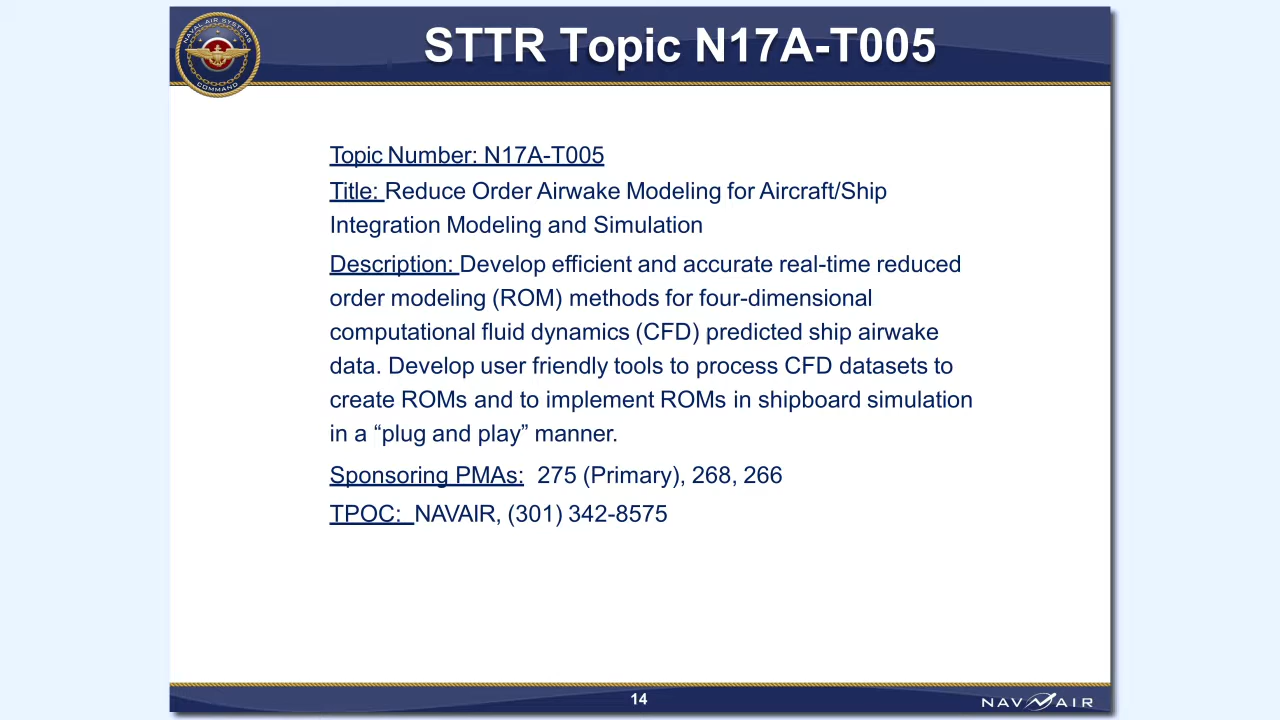 NAVAL AIR SYSTEMS
COMMAND
STTR Topic N17A-T005
Topic Number: N17A-T005
Title: Reduce Order Airwake Modeling for Aircraft/Ship
Integration Modeling and Simulation
Description: Develop efficient and accurate real-time reduced
order modeling (ROM) methods for four-dimensional
computational fluid dynamics (CFD) predicted ship airwake
data. Develop user friendly tools to process CFD datasets to
create ROMs and to implement ROMs in shipboard simulation
in a “plug and play” manner.
Sponsoring PMAs:  275 (Primary), 268, 266
TPOC:  NAVAIR, (301) 342-8575
14
NAVAIR